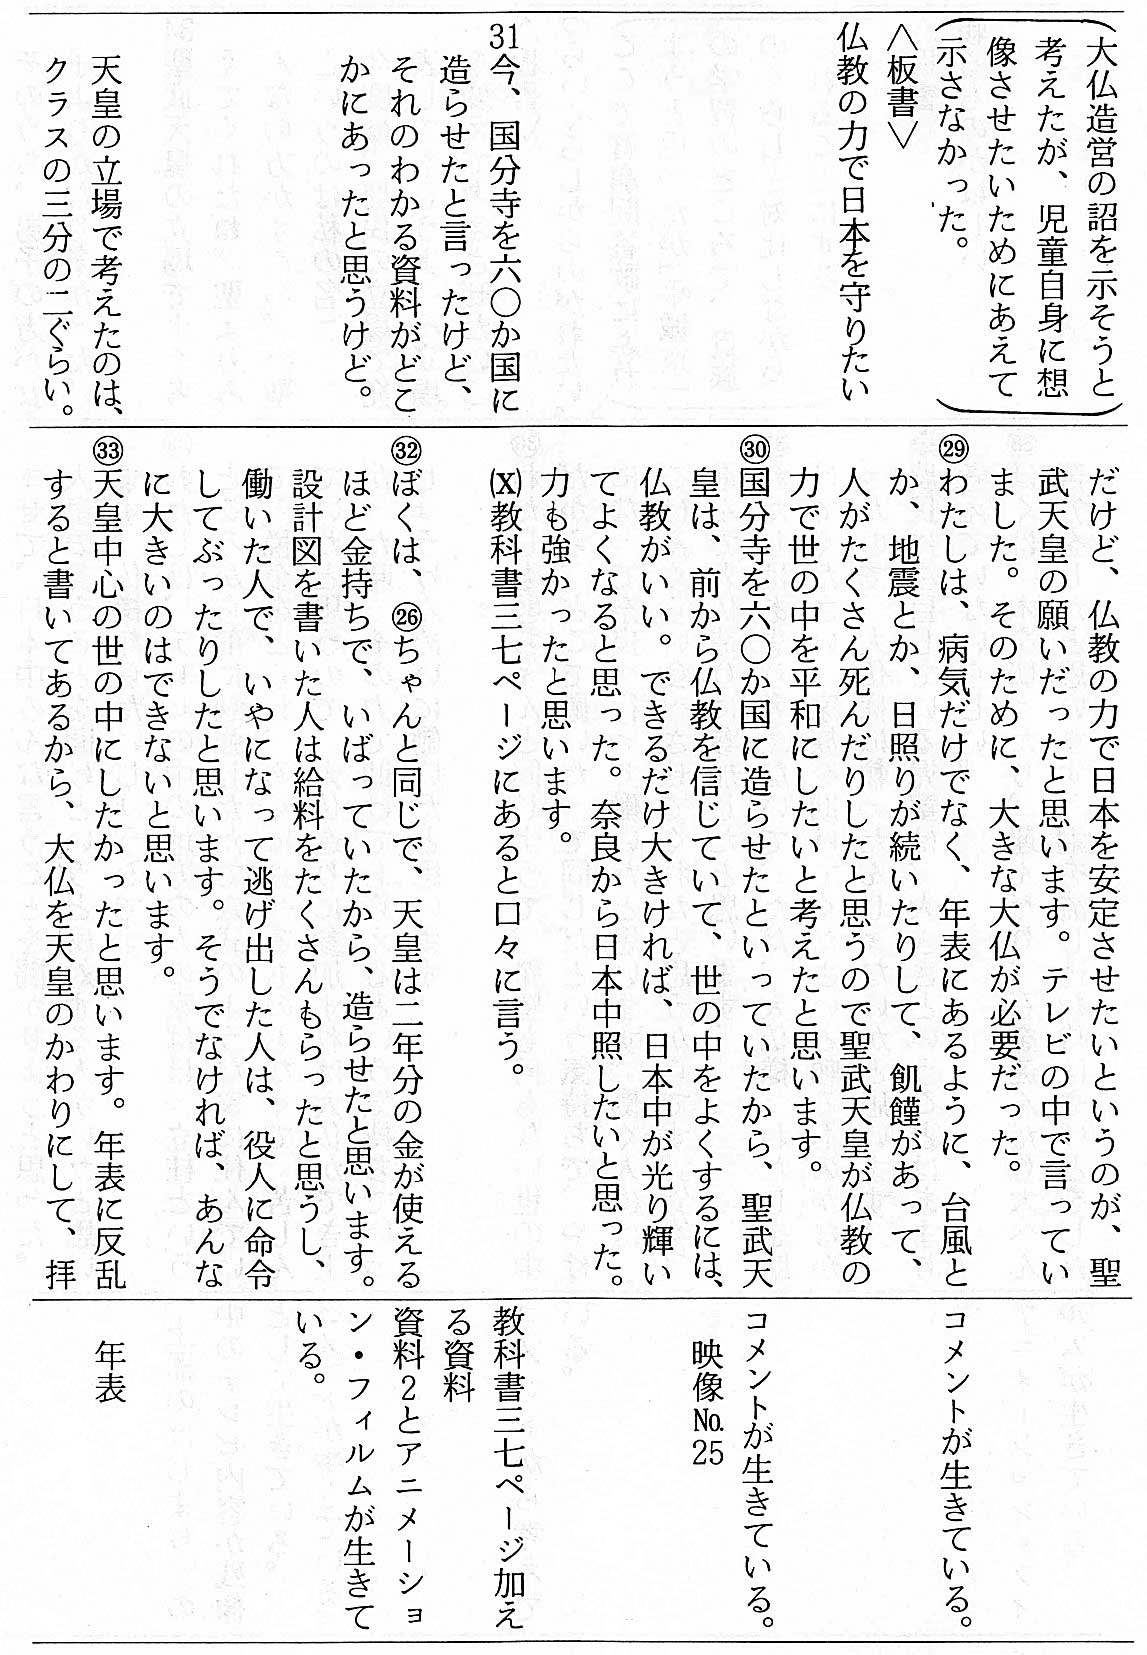 （大仏造営の詔を示そうと
考えたが、児童自身に想
像させたいためにあえて
示さなかった。）
＜板書＞
仏教の力で日本を守りたい
31今、国分寺を六〇か国に
造らせたと言ったけど、
それのわかる資料がどこ
かにあったと思うけど。
天皇の立場で考えたのは、
クラスの三分の二ぐらい。
だけど、仏教の力で日本を安定させたいというのが、聖
武天皇の願いだったと思います。テレビの中で言ってい
ました。そのために、大きな大仏が必要だった。
㉙わたしは、病気だけでなく、年表にあるように、台風と
か、地震とか、日照りが続いたりして、飢饉があって、
人がたくさん死んだりしたと思うので聖武天皇が仏教の
力で世の中を平和にしたいと考えたと思います。
㉚国分寺を六〇か国に造らせたといっていたから、聖武天
皇は、前から仏教を信じていて、世の中をよくするには、
仏教がいい。できるだけ大きければ、日本中が光り輝い
てよくなると思った。奈良から日本中照したいと思った。
力も強かったと思います。
(X)教科書三七ページにあると口々に言う。
㉜ぼくは、㉖ちゃんと同じで、天皇は二年分の金が使える
ほど金持ちで、いばっていたから、造らせたと思います。
設計図を書いた人は給料をたくさんもらったと思うし、
働いた人で、いやになって逃げ出した人は、役人に命令
してぶったりしたと思います。そうでなければ、あんな
に大きいのはできないと思います。
㉝天皇中心の世の中にしたかったと思います。年表に反乱
すると書いてあるから、大仏を天皇のかわりにして、拝
コメントが生きている。
コメントが生きている。
映像№25
教科書三七ページ加え
る資料
資料2とアニメーショ
ン・フィルムが生きて
いる。
年表